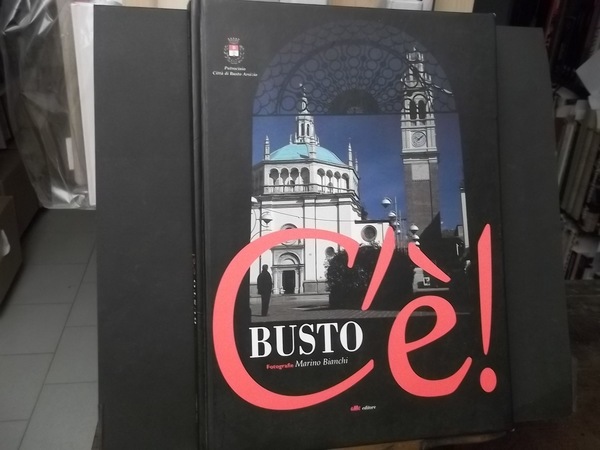 Patrocinio
Città di Busto Arsizio
C'è!
BUSTO
Fotografie Marino Bianchi
editore